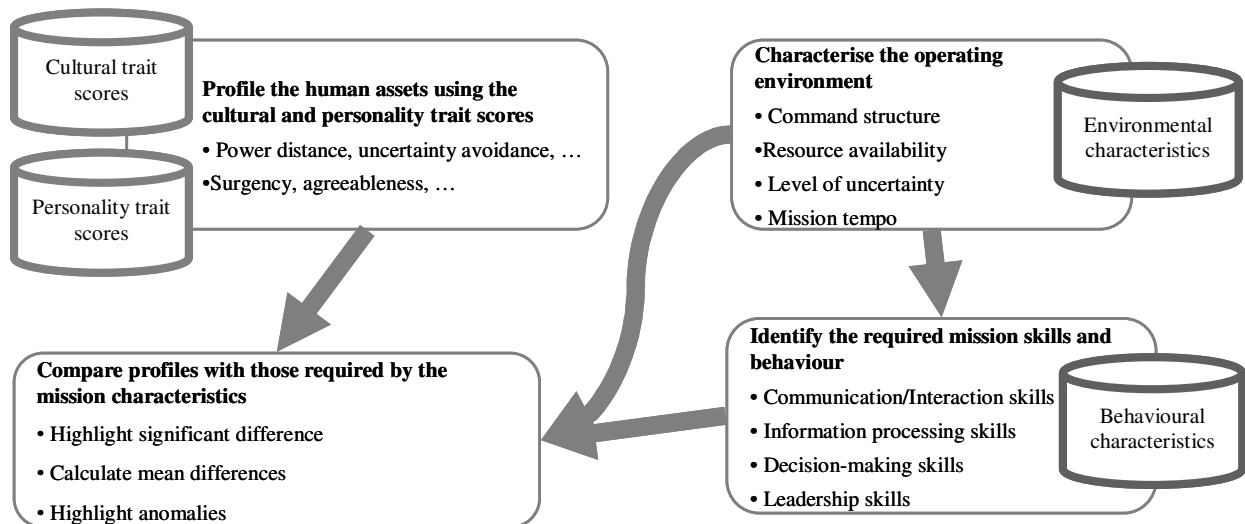 Cultural trait
scores
Personality trait
scores
Profile the human assets using the
cultural and personality trait scores
• Power distance, uncertainty avoidance, …
•Surgency, agreeableness, …
Characterise the operating
environment
• Command structure
•Resource availability
• Level of uncertainty
• Mission tempo
Environmental
characteristics
Compare profiles with those required by the
mission characteristics
• Highlight significant difference
• Calculate mean differences
• Highlight anomalies
Identify the required mission skills and
behaviour
• Communication/Interaction skills
• Information processing skills
• Decision-making skills
• Leadership skills
Behavioural
characteristics